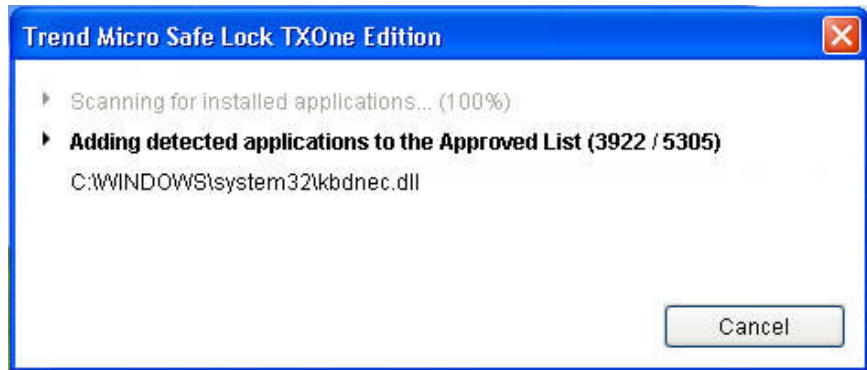 Trend Micro Safe Lock TXOne Edition
Scanning for installed applications... (100%)
Adding detected applications to the Approved List (3922 / 5305)
C:\WINDOWS\system32\kbdnec.dll
Cancel